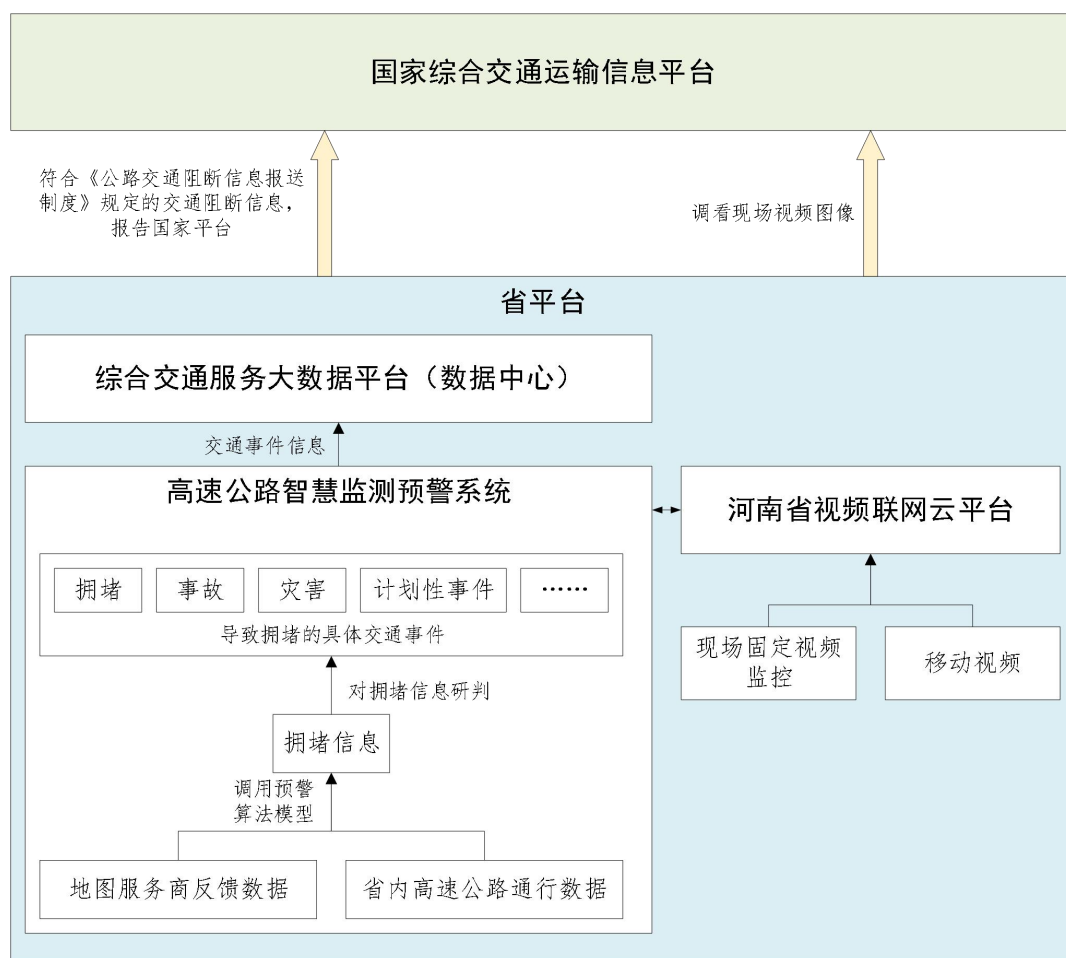 国家综合交通运输信息平台
符合《公路交通阻断信息报送
制度》规定的交通阻断信息，
报告国家平台
调看现场视频图像
省平台
综合交通服务大数据平台（数据中心）
交通事件信息
高速公路智慧监测预警系统
河南省视频联网云平台
拥堵
事故
灾害
计划性事件
……
导致拥堵的具体交通事件
现场固定视频
监控
移动视频
对拥堵信息研判
拥堵信息
调用预警
算法模型
地图服务商反馈数据
省内高速公路通行数据